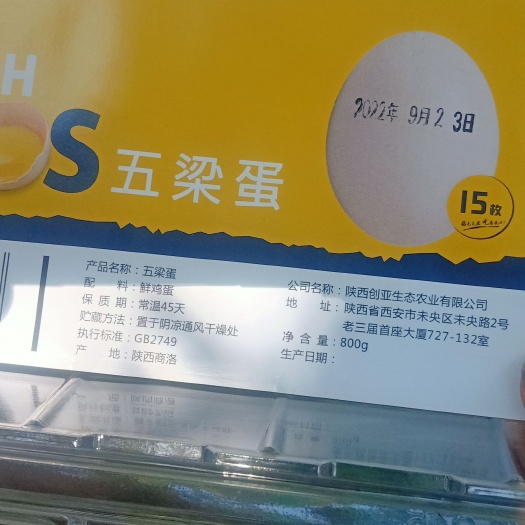 H
S
五梁蛋
2022年 9月2 3日
15枚
产品名称：五梁蛋
配 料：鲜鸡蛋
保 质 期：常温45天
贮藏方法：置于阴凉通风干燥处
执行标准：GB2749
产 地：陕西商洛
公司名称：陕西创亚生态农业有限公司
地 址：陕西省西安市未央区未央路2号
老三届首座大厦727-132室
净 含 量：800g
生产日期：